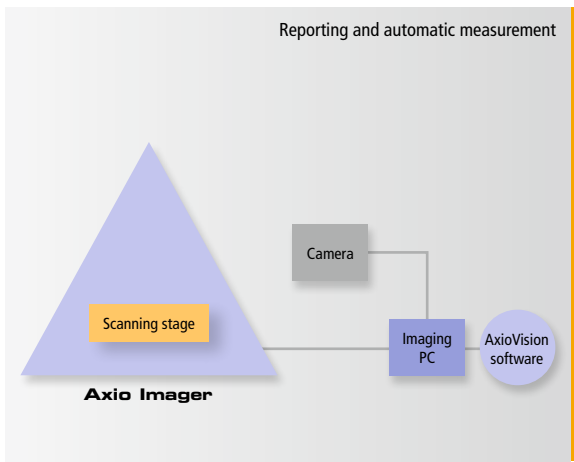 Reporting and automatic measurement
Camera
Scanning stage
Imaging
PC
AxioVision
software
Axio Imager